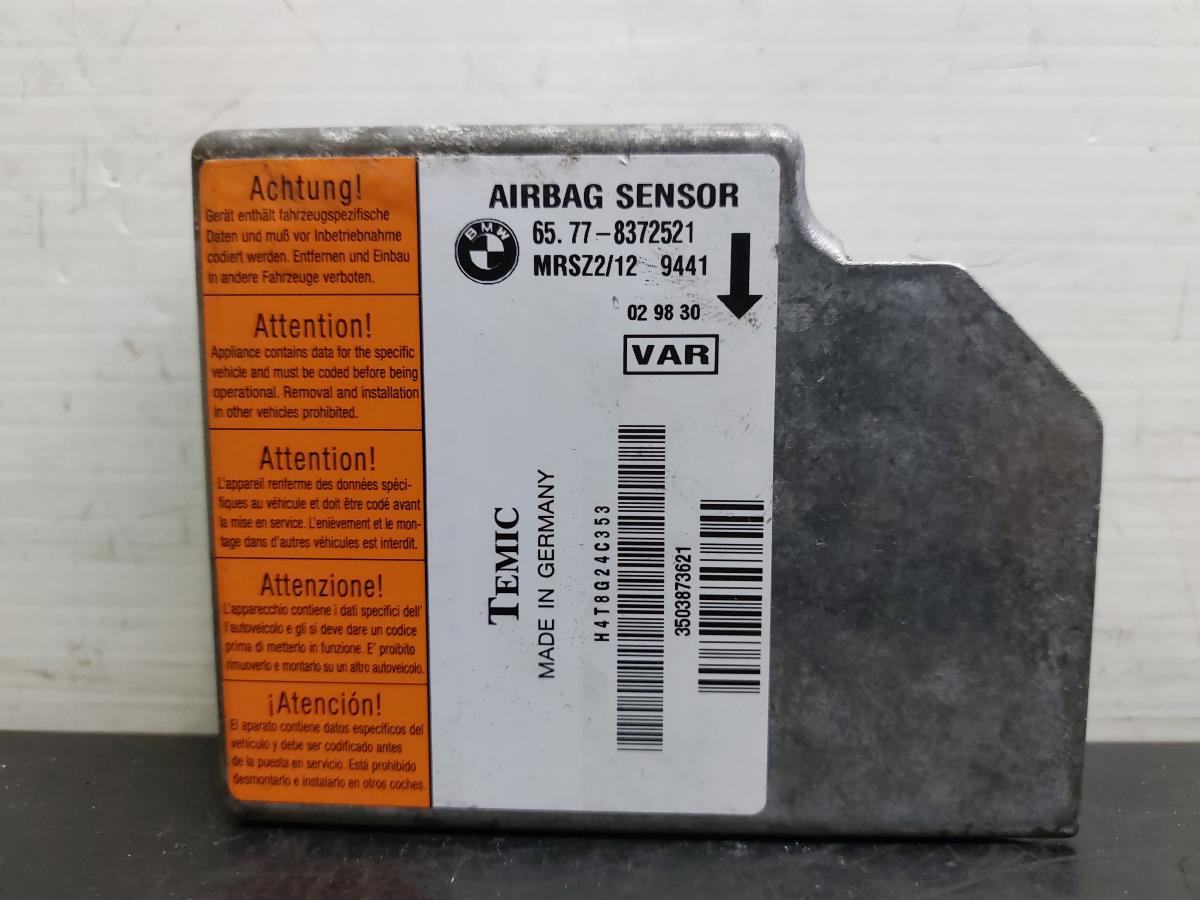 Achtung!
Gerät enthält fahrzeugspezifische
Daten und muß vor Inbetriebnahme
codiert werden. Entfernen und Einbau
in andere Fahrzeuge verboten.
Attention!
Appliance contains data for the specific
vehicle and must be coded before being
operational. Removal and installation
in other vehicles prohibited.
Attention!
L'appareil renferme des données spéci-
fiques au véhicule et doit être codé avant
la mise en service. L'enièvement et le mon-
tage dans d'autres véhicules est interdit.
Attenzione!
L'apparecchio contiene i dati specifici dell'
l'autoveicolo e gli si deve dare un codice
prima di metterlo in funzione. E' proibito
rimuoverlo e montarlo su un altro autoveicolo.
¡Atención!
El aparato contiene datos específicos del
vehículo y debe ser codificado antes
de la puesta en servicio. Está prohibido
desmontarlo e instalarlo en otros coches.
AIRBAG SENSOR
BMW
65. 77-8372521
MRSZ2/12 9441
02 98 30
VAR
TEMIC
MADE IN GERMANY
H4T8G24C353
3503873621